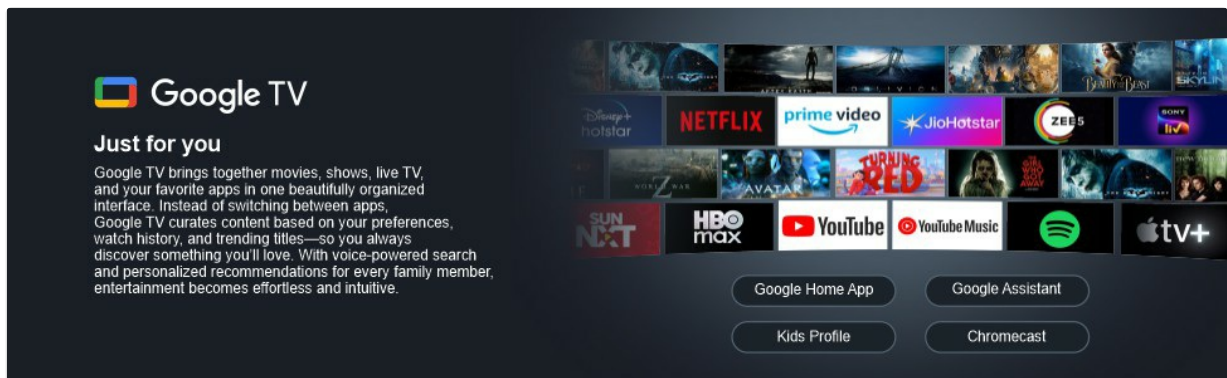 Google TV
Just for you
Google TV brings together movies, shows, live TV,
and your favorite apps in one beautifully organized
interface. Instead of switching between apps,
Google TV curates content based on your preferences,
watch history, and trending titles—so you always
discover something you'll love. With voice-powered search
and personalized recommendations for every family member,
entertainment becomes effortless and intuitive.
OBLIVION
BEAUTY AND THE BEAST
SKYLIN
Disney+
hotstar
NETFLIX
prime video
JioHotstar
ZEE5
SONY
liv
WORLD WAR
Z
AVATAR
TURNING
RED
THE
GIRL
WHO
GOT
AWAY
SUN
NXT
HBO
max
YouTube
YouTube Music
tv+
Google Home App
Google Assistant
Kids Profile
Chromecast